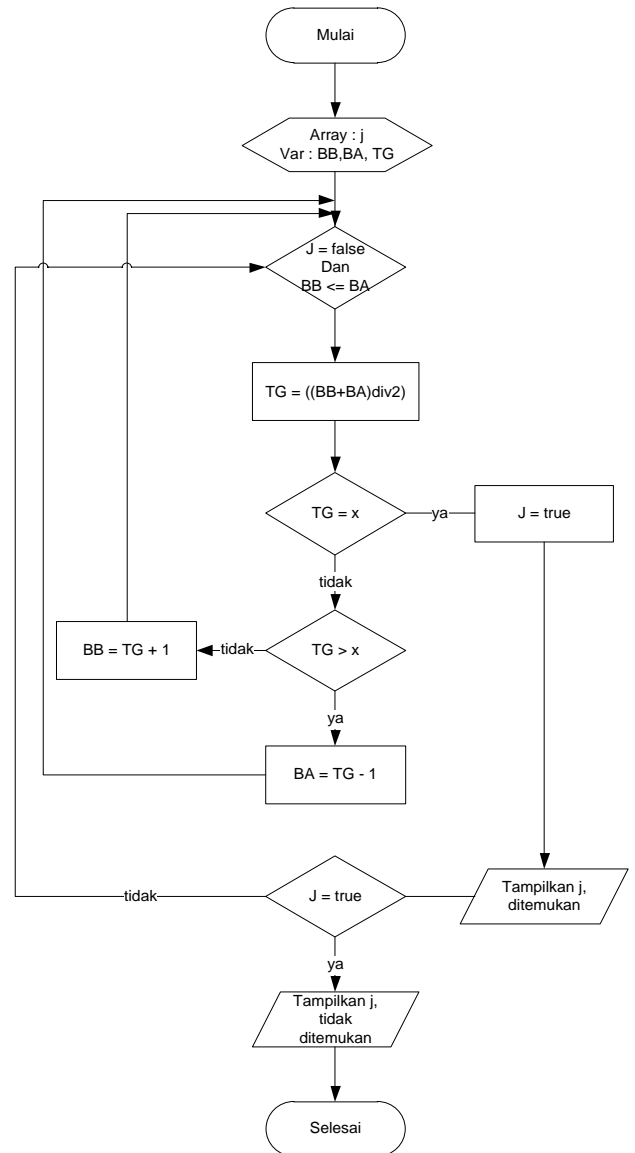 Mulai
Array : j
Var : BB,BA, TG
J = false
Dan
BB <= BA
TG = ((BB+BA)div2)
TG = x
ya
J = true
tidak
BB = TG + 1
tidak
TG > x
ya
BA = TG - 1
tidak
J = true
Tampilkan j,
ditemukan
ya
Tampilkan j,
tidak
ditemukan
Selesai